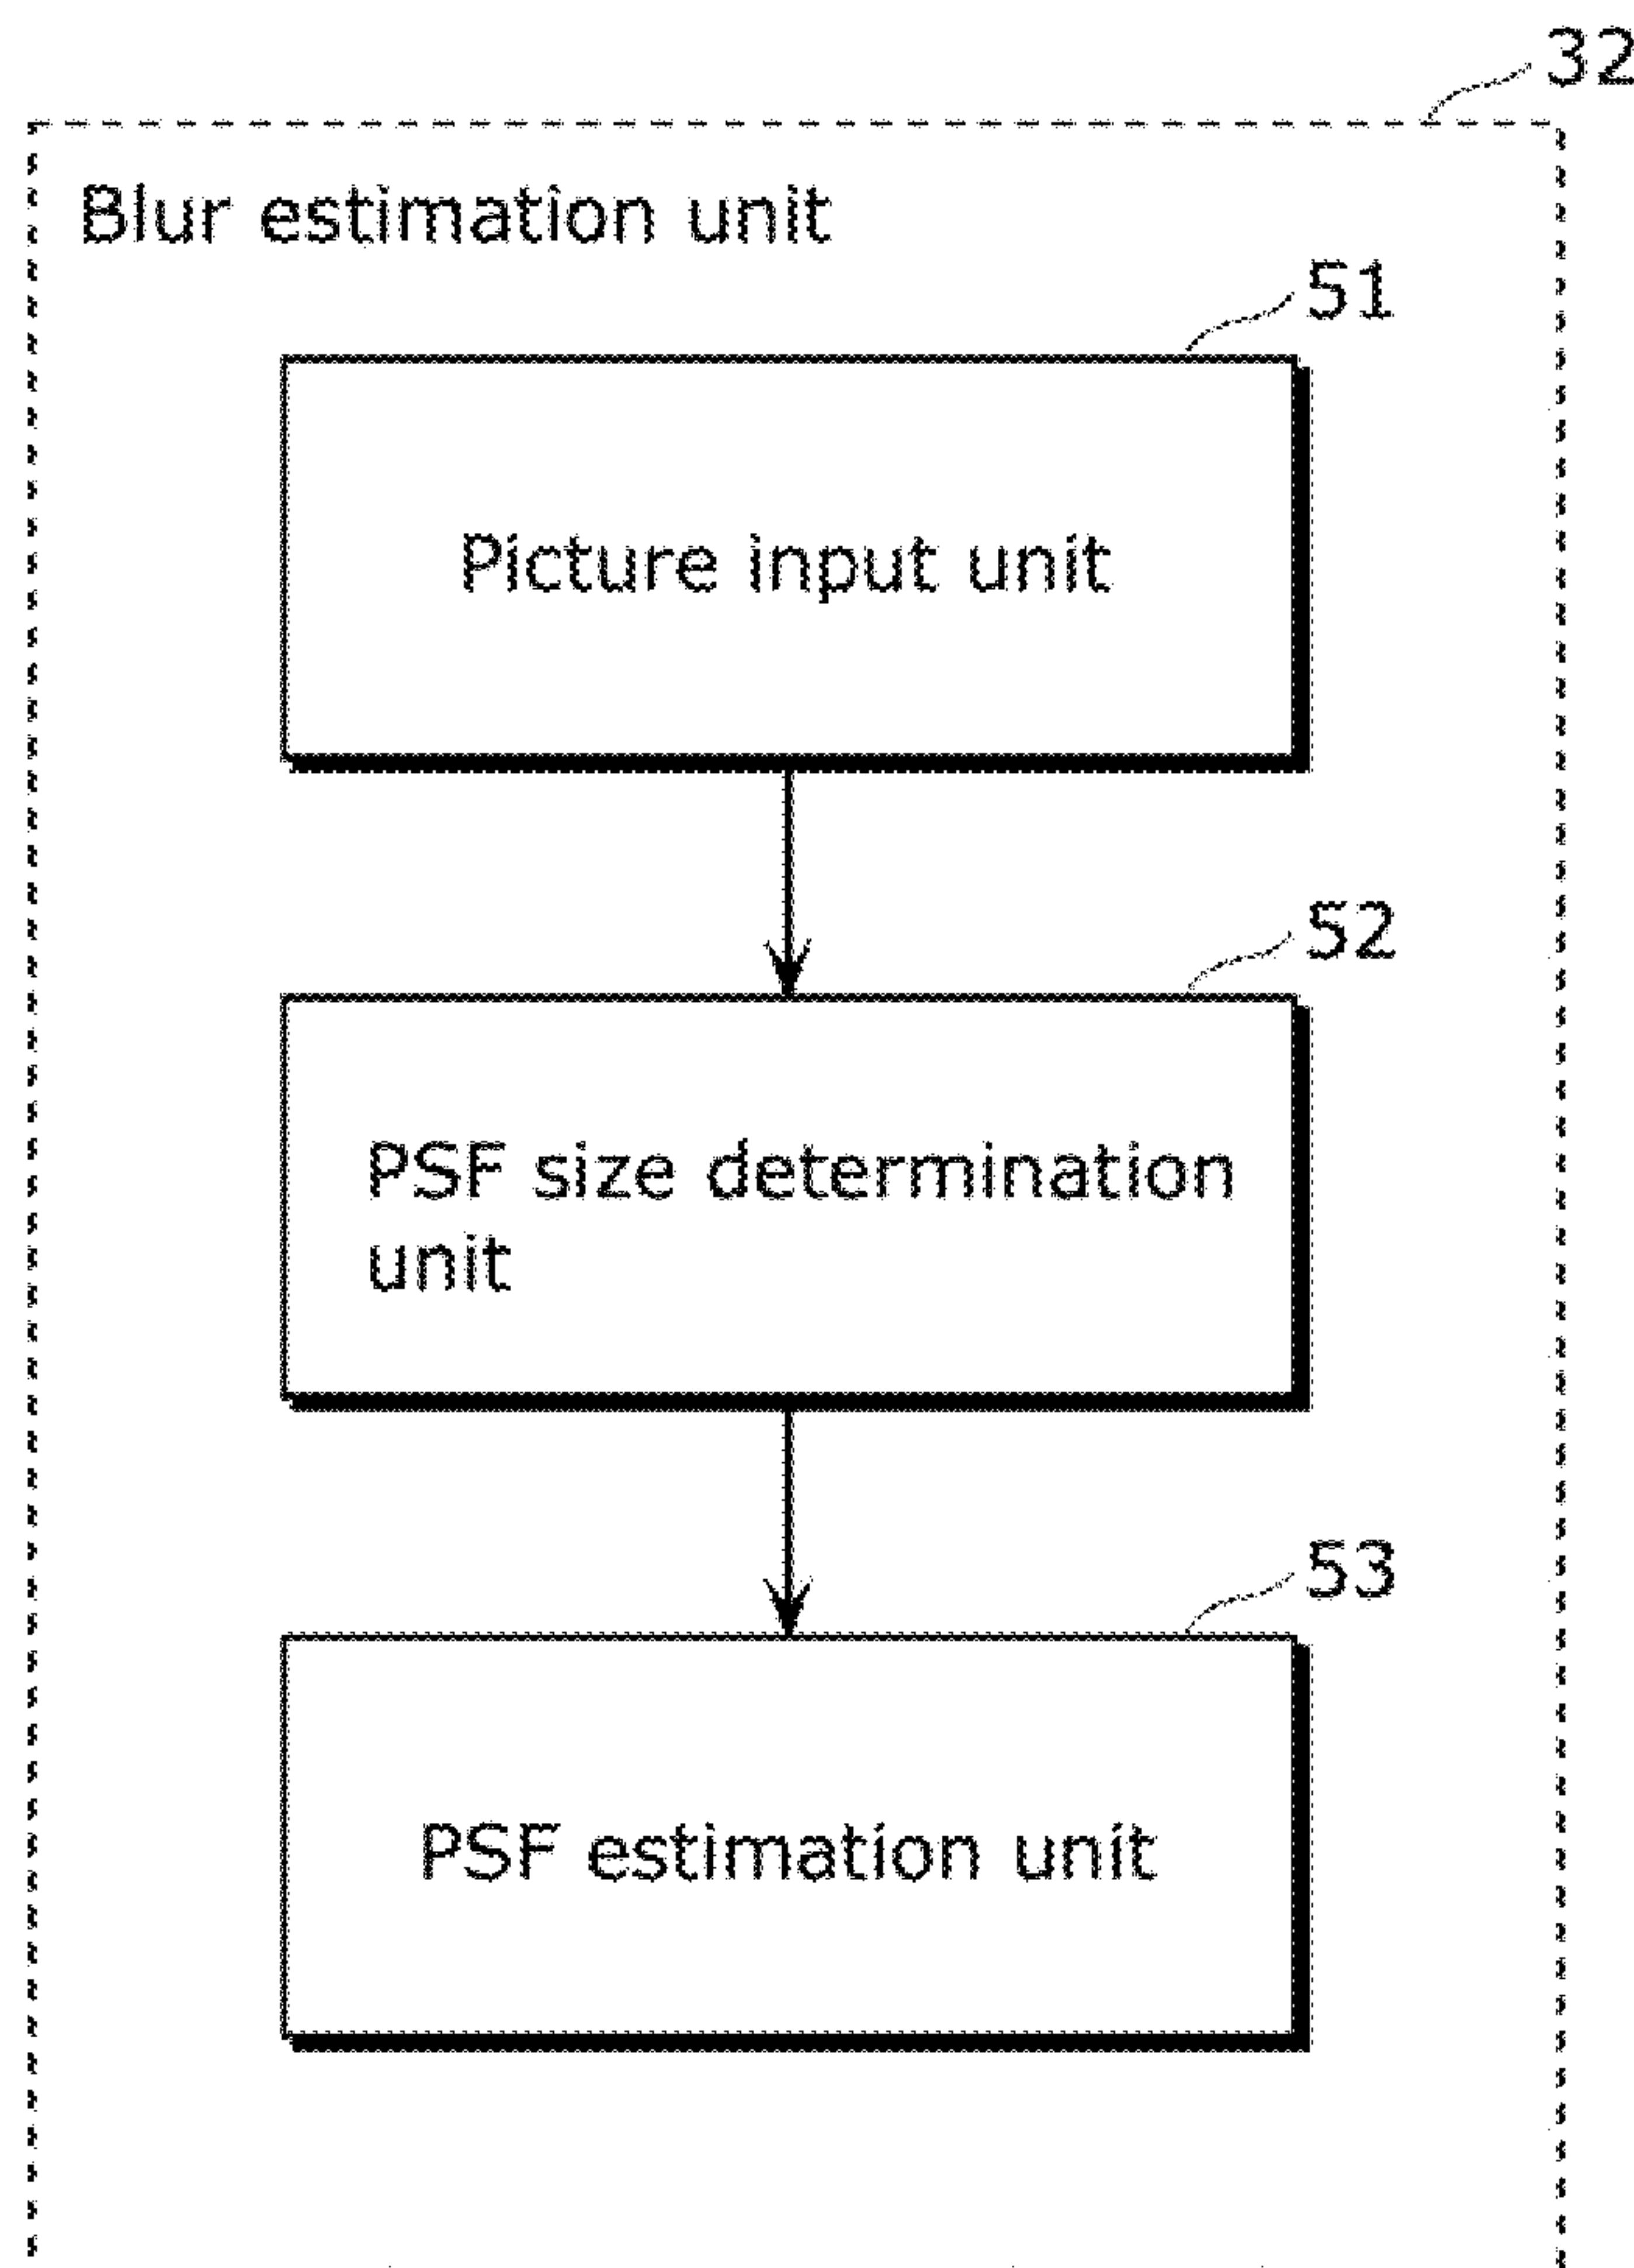 32
Blur estimation unit
51
Picture input unit
52
PSF size determination
unit
53
PSF estimation unit